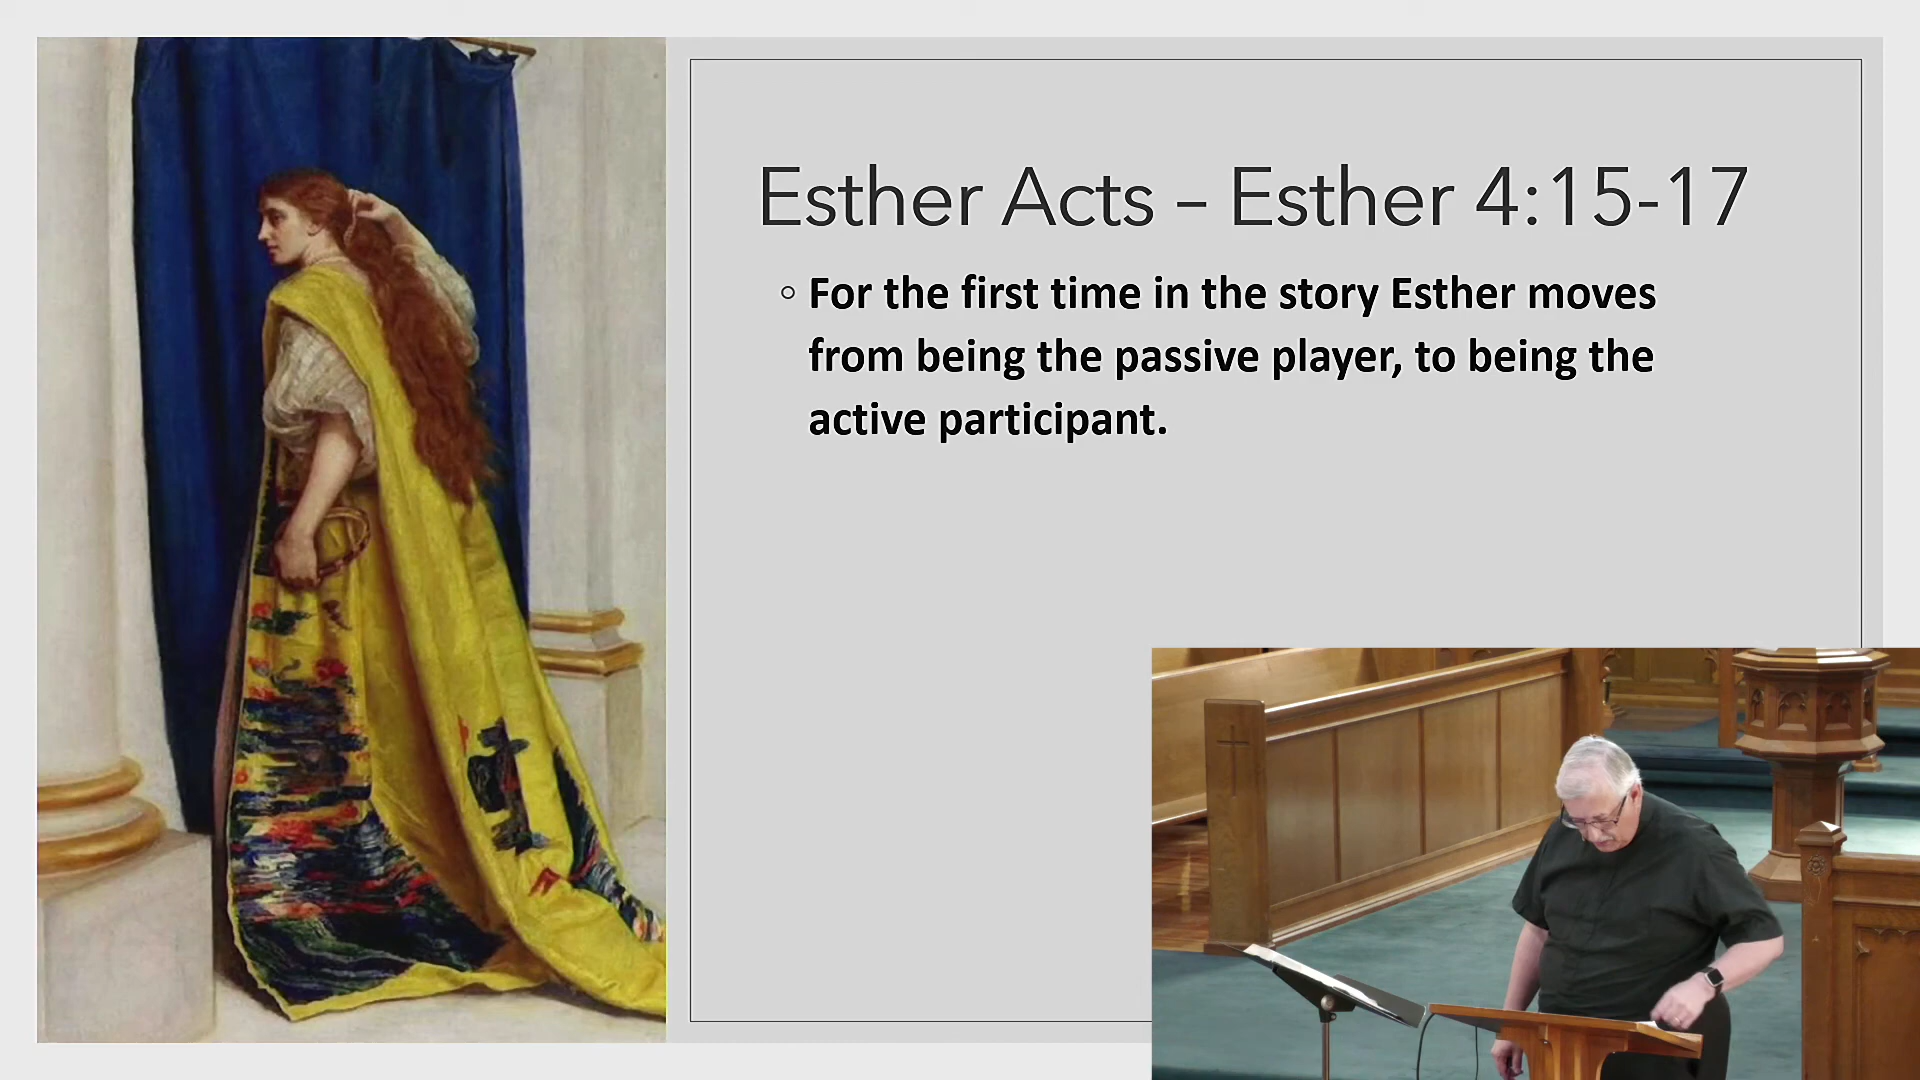 Esther Acts – Esther 4:15-17
◦ For the first time in the story Esther moves
from being the passive player, to being the
active participant.